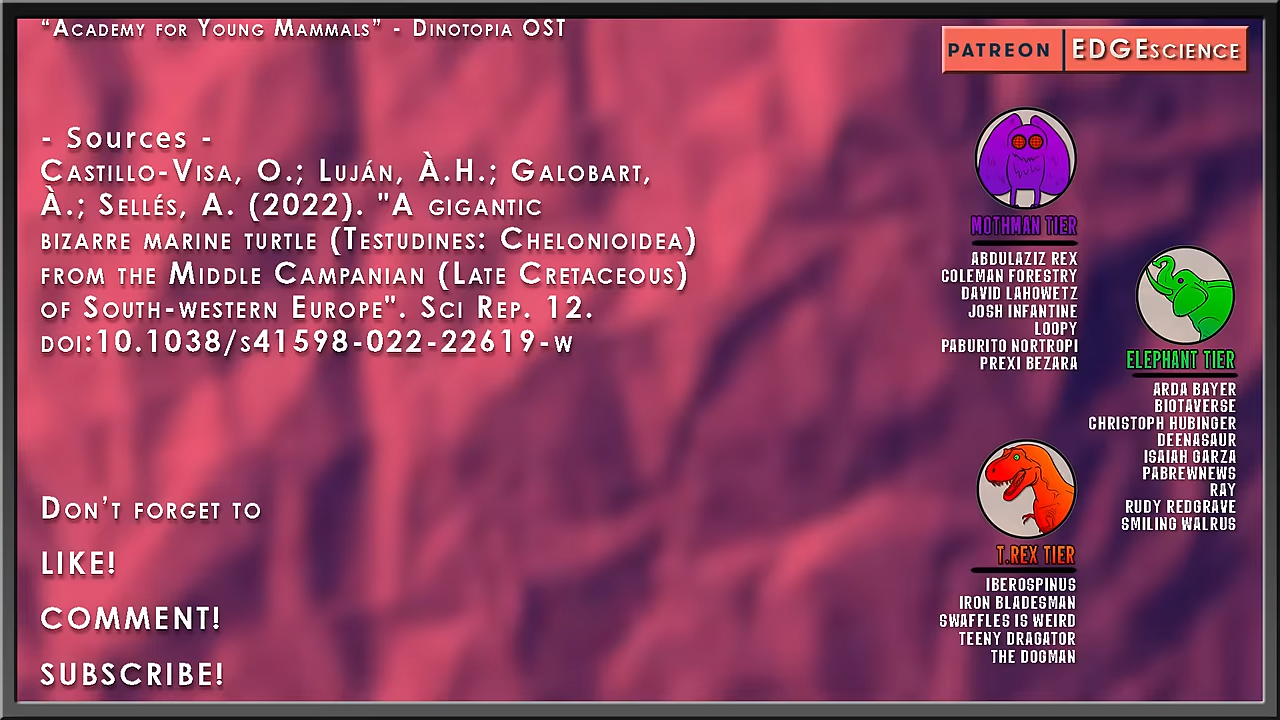 “Academy for Young Mammals” - Dinotopia OST
- Sources -
Castillo-Visa, O.; Luján, À.H.; Galobart,
À.; Sellés, A. (2022). "A gigantic
bizarre marine turtle (Testudines: Chelonioidea)
from the Middle Campanian (Late Cretaceous)
of South-western Europe". Sci Rep. 12.
doi:10.1038/s41598-022-22619-w
Don’t forget to
LIKE!
COMMENT!
SUBSCRIBE!
PATREON EDGEscience
MOTHMAN TIER
ABDULAZIZ REX
COLEMAN FORESTRY
DAVID LAHOWETZ
JOSH INFANTINE
LOOPY
PABURITO NORTROPI
PREXI BEZARA
ELEPHANT TIER
ARDA BAYER
BIOTAVERSE
CHRISTOPH HUBINGER
DEENASAUR
ISAIAH GARZA
PABREWNEWS
RAY
RUDY REDGRAVE
SMILING WALRUS
T.REX TIER
IBEROSPINUS
IRON BLADESMAN
SWAFFLES IS WEIRD
TEENY DRAGATOR
THE DOGMAN